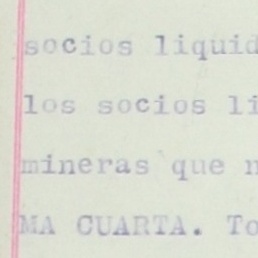 socios liquid
los socios li
mineras que n
MA CUARTA. To